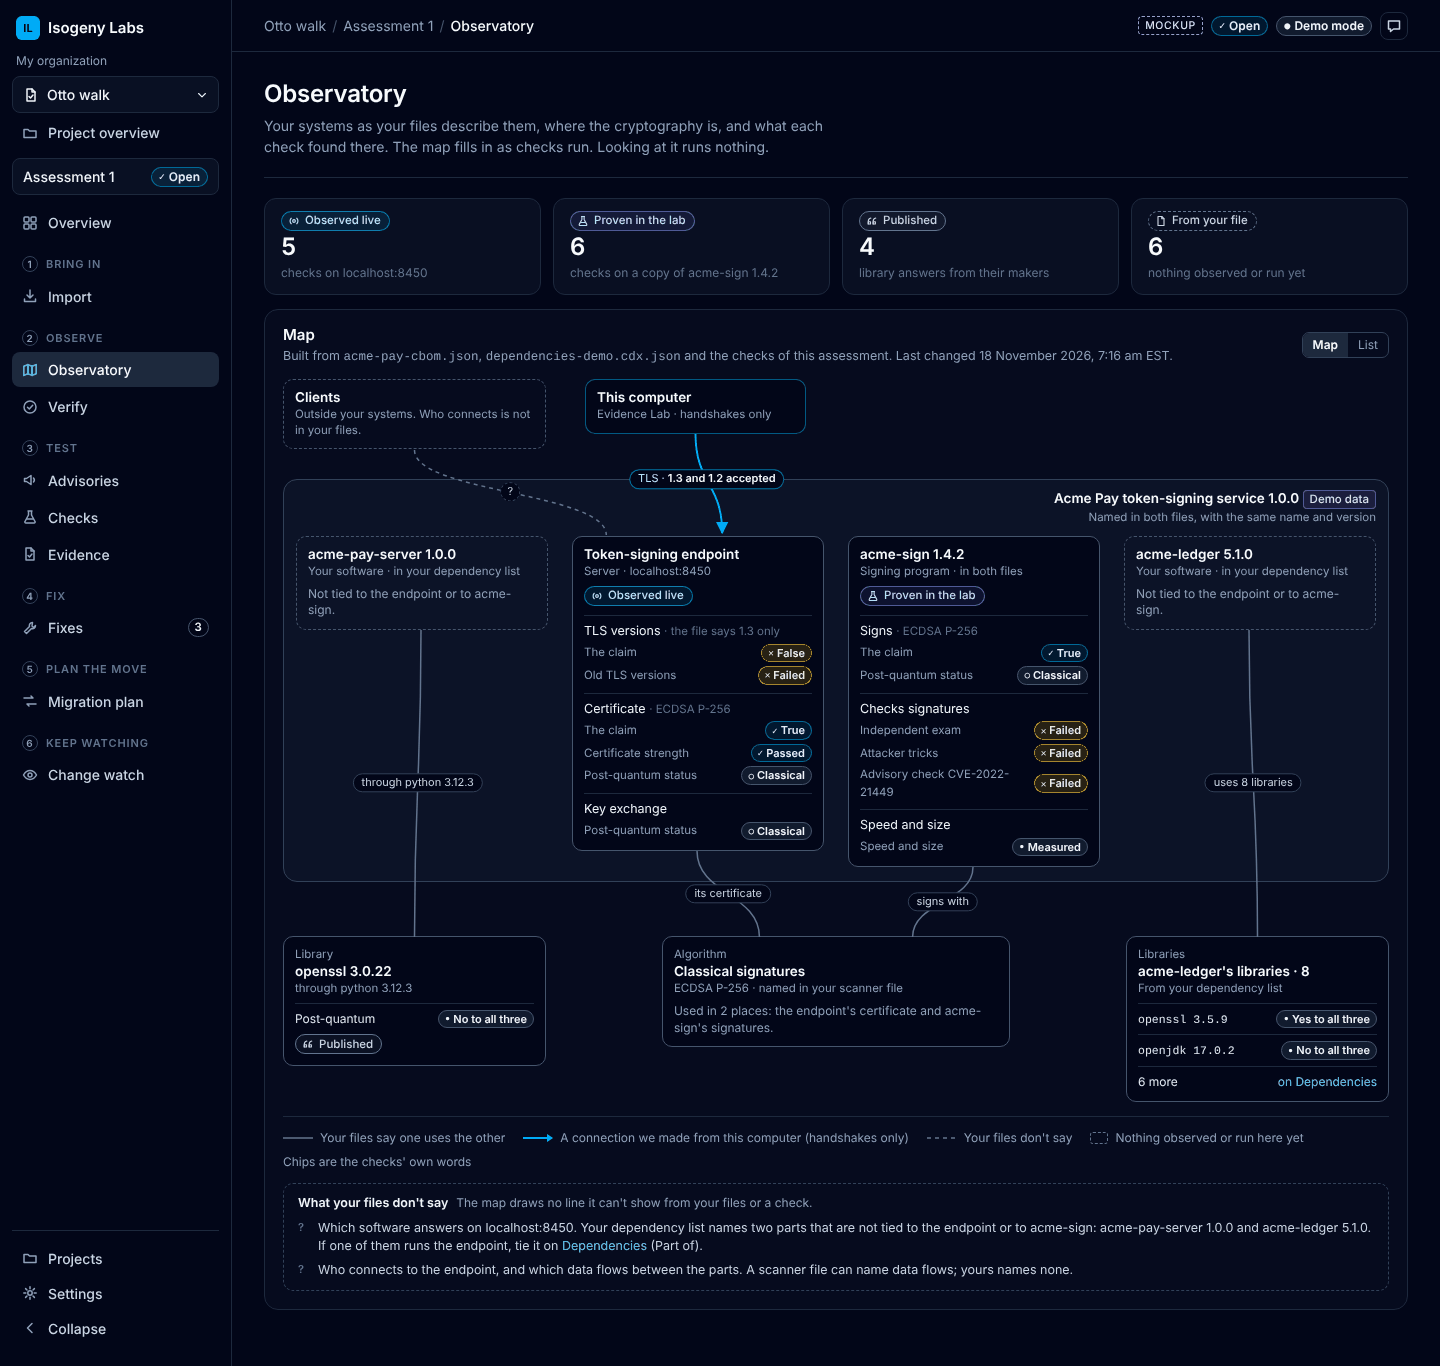 IL Isogeny Labs
My organization
Otto walk
Project overview
Assessment 1 ✓ Open
Overview
1 BRING IN
Import
2 OBSERVE
Observatory
Verify
3 TEST
Advisories
Checks
Evidence
4 FIX
Fixes 3
5 PLAN THE MOVE
Migration plan
6 KEEP WATCHING
Change watch
Projects
Settings
Collapse
Otto walk / Assessment 1 / Observatory
MOCKUP ✓ Open • Demo mode
Observatory
Your systems as your files describe them, where the cryptography is, and what each
check found there. The map fills in as checks run. Looking at it runs nothing.
Observed live
5
checks on localhost:8450
Proven in the lab
6
checks on a copy of acme-sign 1.4.2
Published
4
library answers from their makers
From your file
6
nothing observed or run yet
Map
Built from acme-pay-cbom.json, dependencies-demo.cdx.json and the checks of this assessment. Last changed 18 November 2026, 7:16 am EST.
Map List
Clients
Outside your systems. Who connects is not
in your files.
This computer
Evidence Lab · handshakes only
?
TLS · 1.3 and 1.2 accepted
Acme Pay token-signing service 1.0.0 Demo data
Named in both files, with the same name and version
acme-pay-server 1.0.0
Your software · in your dependency list
Not tied to the endpoint or to acme-
sign.
through python 3.12.3
Token-signing endpoint
Server · localhost:8450
Observed live
TLS versions · the file says 1.3 only
The claim × False
Old TLS versions × Failed
Certificate · ECDSA P-256
The claim ✓ True
Certificate strength ✓ Passed
Post-quantum status ○ Classical
Key exchange
Post-quantum status ○ Classical
acme-sign 1.4.2
Signing program · in both files
Proven in the lab
Signs · ECDSA P-256
The claim ✓ True
Post-quantum status ○ Classical
Checks signatures
Independent exam × Failed
Attacker tricks × Failed
Advisory check CVE-2022-
21449 × Failed
Speed and size
Speed and size • Measured
acme-ledger 5.1.0
Your software · in your dependency list
Not tied to the endpoint or to acme-
sign.
uses 8 libraries
its certificate
signs with
Library
openssl 3.0.22
through python 3.12.3
Post-quantum • No to all three
Published
Algorithm
Classical signatures
ECDSA P-256 · named in your scanner file
Used in 2 places: the endpoint's certificate and acme-
sign's signatures.
Libraries
acme-ledger's libraries · 8
From your dependency list
openssl 3.5.9 • Yes to all three
openjdk 17.0.2 • No to all three
6 more on Dependencies
Your files say one uses the other
A connection we made from this computer (handshakes only)
Your files don't say
Nothing observed or run here yet
Chips are the checks' own words
What your files don't say The map draws no line it can't show from your files or a check.
? Which software answers on localhost:8450. Your dependency list names two parts that are not tied to the endpoint or to acme-sign: acme-pay-server 1.0.0 and acme-ledger 5.1.0.
If one of them runs the endpoint, tie it on Dependencies (Part of).
? Who connects to the endpoint, and which data flows between the parts. A scanner file can name data flows; yours names none.